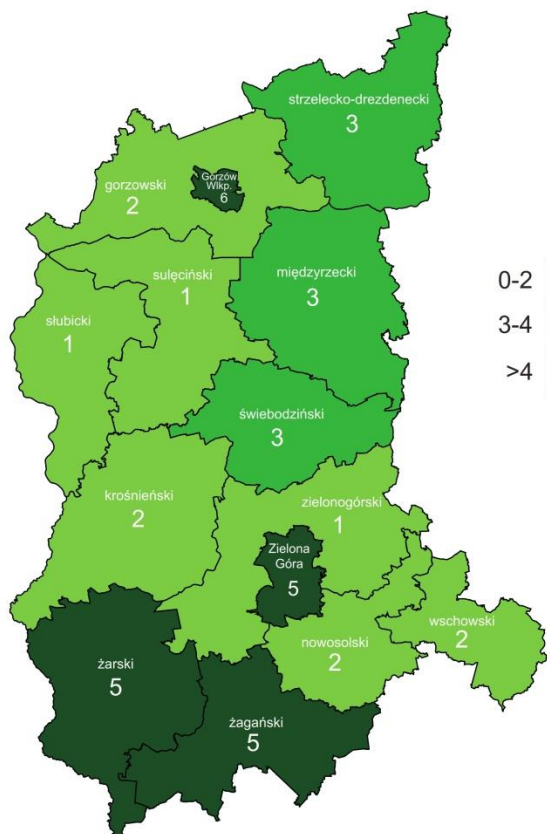 strzelecko-drezdenecki
3
Gorzów
Wlkp.
6
gorzowski
2
sulęciński
1
międzyrzecki
3
słubicki
1
0-2
3-4
>4
świebodziński
3
krośnieński
2
zielonogórski
1
Zielona
Góra
5
wschowski
2
nowosolski
2
żarski
5
żagański
5